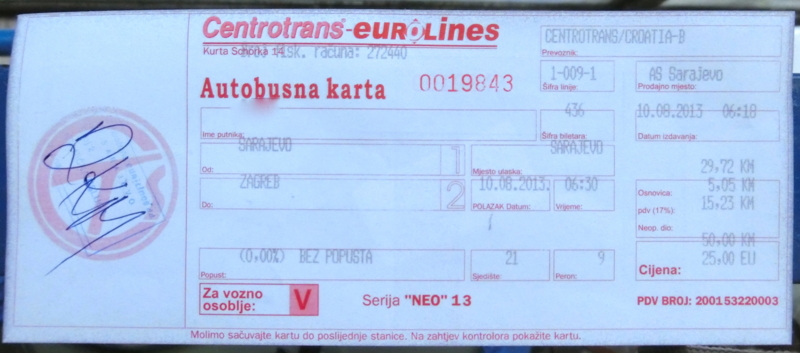 Centrotrans-euroLines
Kurta Schorka 14
Broj fisk. računa: 272440
CENTROTRANS/CROATIA-B
Prevoznik:
Autobusna karta
0019843
1-009-1
Šifra linije:
AS Sarajevo
Prodajno mjesto:
Ime putnika:
436
Šifra biletara:
10.08.2013 06:18
Datum izdavanja:
SARAJEVO
Od:
1
SARAJEVO
Mjesto ulaska:
29,72 KM
Osnovica:
ZAGREB
Do:
2
10.08.2013.
POLAZAK Datum:
06:30
Vrijeme:
5,05 KM
pdv (17%):
15,23 KM
Neop. dio:
(0,00%) BEZ POPUSTA
Popust:
21
Sjedište:
9
Peron:
50,00 KM
25,00 EU
Cijena:
Za vozno
osoblje:
V
Serija "NEO" 13
PDV BROJ: 200153220003
Molimo sačuvajte kartu do posljednje stanice. Na zahtjev kontrolora pokažite kartu.